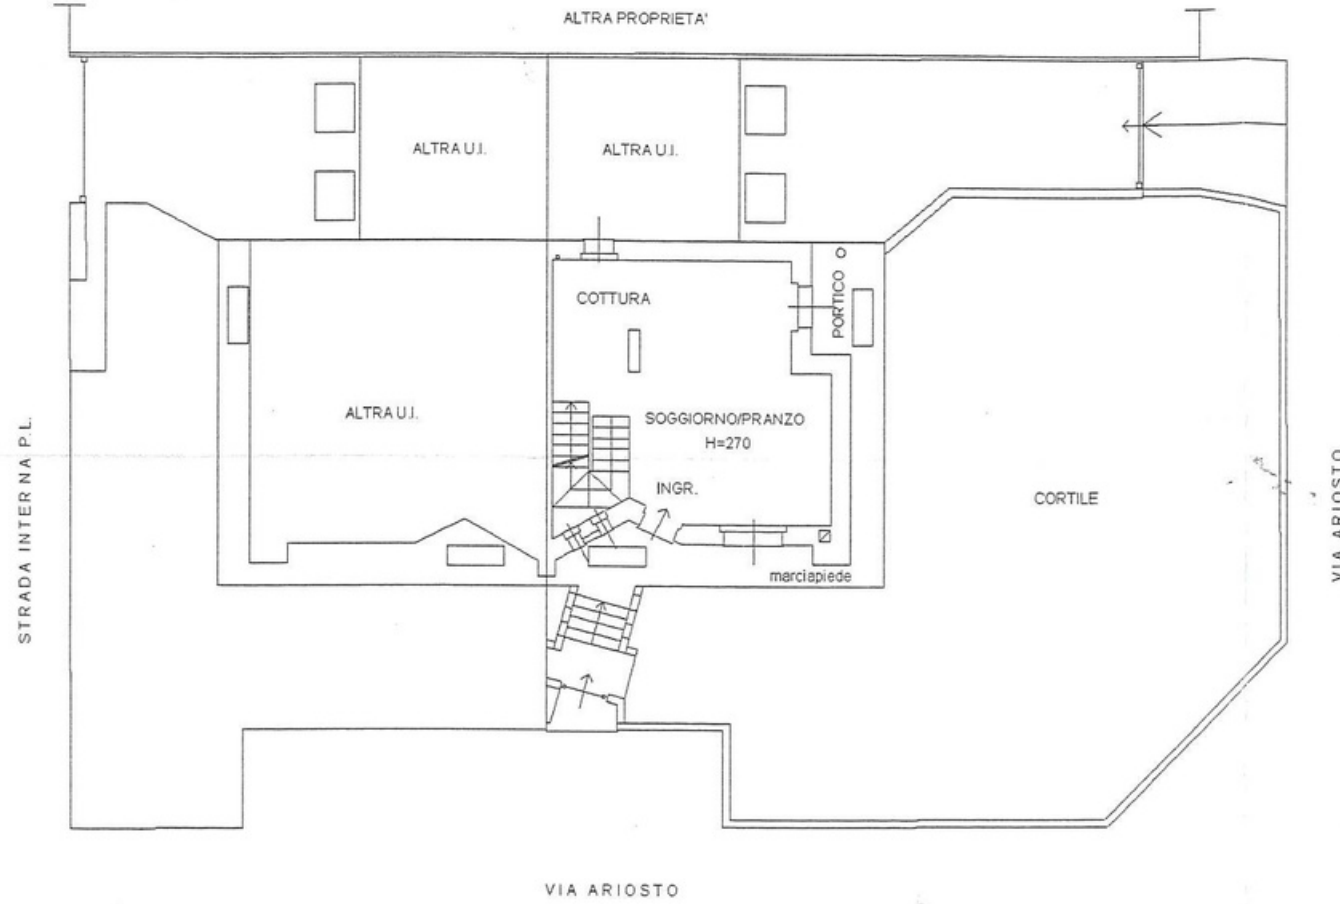 ALTRA PROPRIETA'
ALTRA U.I.
ALTRA U.I.
COTTURA
PORTICO
ALTRA U.I.
SOGGIORNO/PRANZO
H=270
INGR.
CORTILE
marciapiede
STRADA INTERNA P.L.
VIA ARIOSTO
VIA ARIOSTO